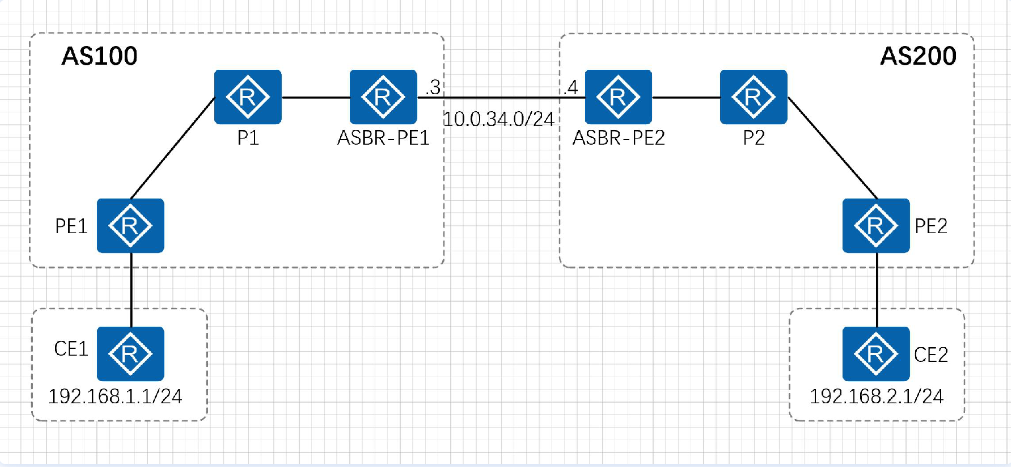 AS100
AS200
R
R
.3
.4
R
R
10.0.34.0/24
P1
ASBR-PE1
ASBR-PE2
P2
PE1
R
R
PE2
CE1
R
R
CE2
192.168.1.1/24
192.168.2.1/24